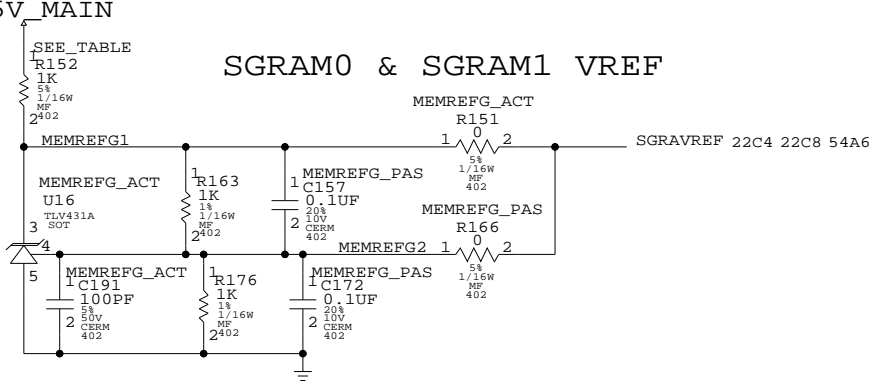 5V_MAIN
SEE_TABLE
1
R152
1K
5%
1/16W
MF
402
2
SGRAM0 & SGRAM1 VREF
MEMREFG_ACT
R151
1
0
2
5%
1/16W
MF
402
MEMREFG1
SGRAVREF 22C4 22C8 54A6
MEMREFG_ACT
U16
TLV431A
SOT
3
4
5
1
R163
1K
1%
1/16W
MF
402
2
MEMREFG_PAS
1
C157
0.1UF
20%
10V
CERM
402
2
MEMREFG_PAS
R166
1
0
2
5%
1/16W
MF
402
MEMREFG2
MEMREFG_ACT
1
C191
100PF
5%
50V
CERM
402
2
1
R176
1K
1%
1/16W
MF
402
2
MEMREFG_PAS
1
C172
0.1UF
20%
10V
CERM
402
2